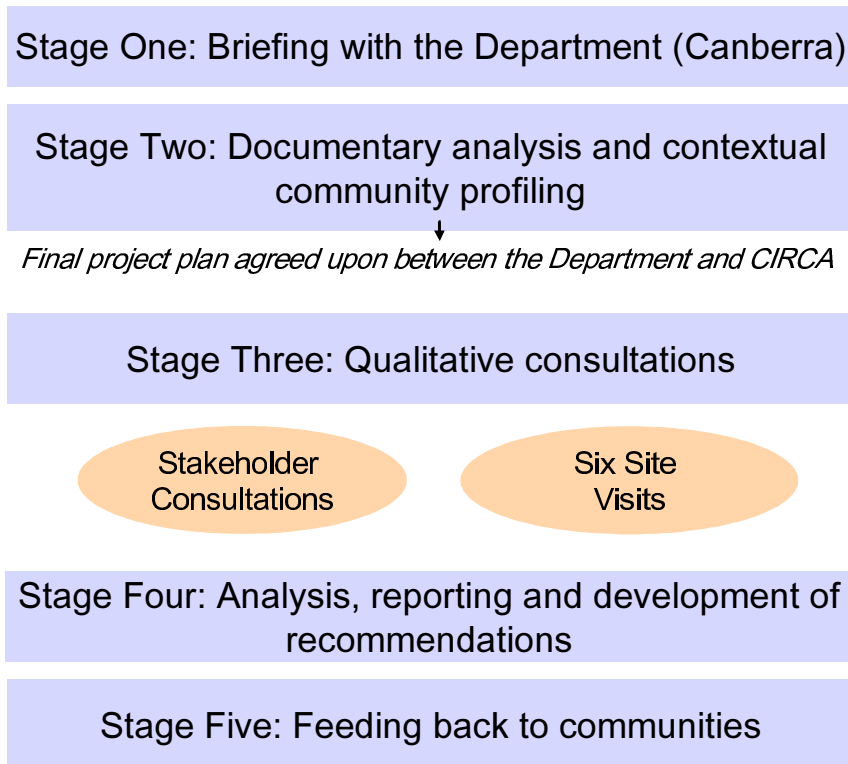 Stage One: Briefing with the Department (Canberra)
Stage Two: Documentary analysis and contextual
community profiling
Final project plan agreed upon between the Department and CIRCA
Stage Three: Qualitative consultations
Stakeholder
Consultations
Six Site
Visits
Stage Four: Analysis, reporting and development of
recommendations
Stage Five: Feeding back to communities